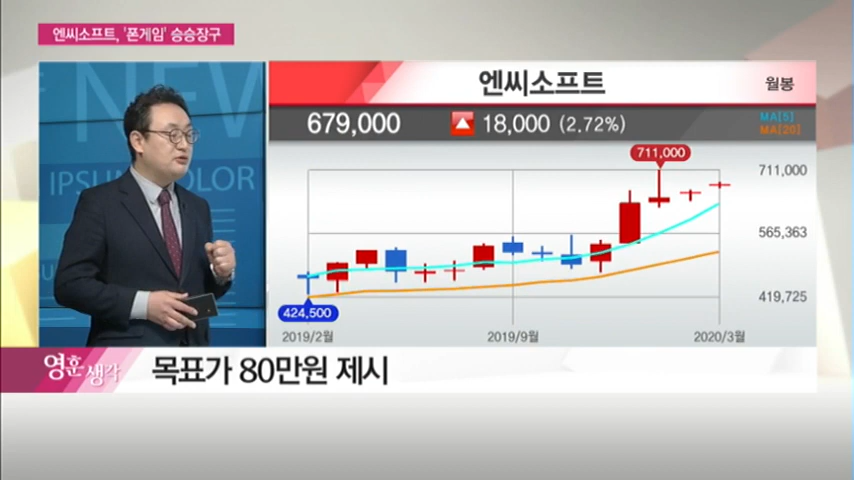 엔씨소프트, '폰게임' 승승장구
NEW
IPSUM DOLOR
엔씨소프트
월봉
679,000 18,000 (2.72%)
MA[5]
MA[20]
711,000
711,000
565,363
419,725
424,500
2019/2월 2019/9월 2020/3월
영훈생각
목표가 80만원 제시